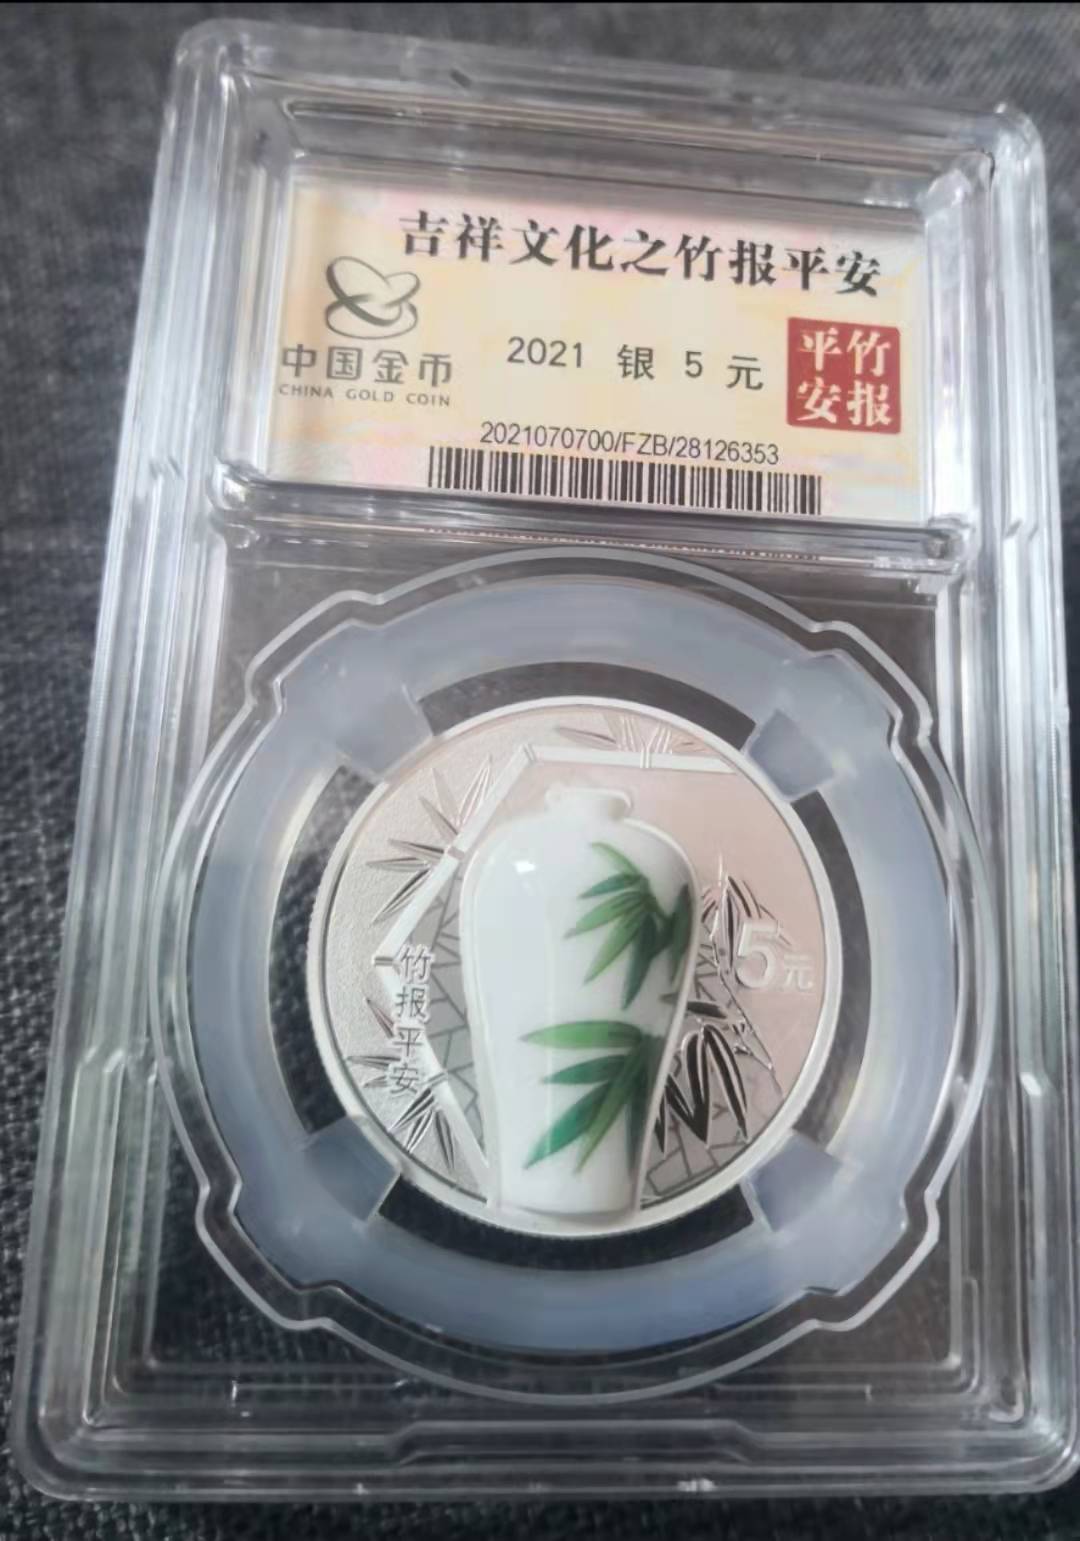 吉祥文化之竹报平安
中国金币
CHINA GOLD COIN
2021 银 5 元
竹报
平安
2021070700/FZB/28126353
竹报平安
5元